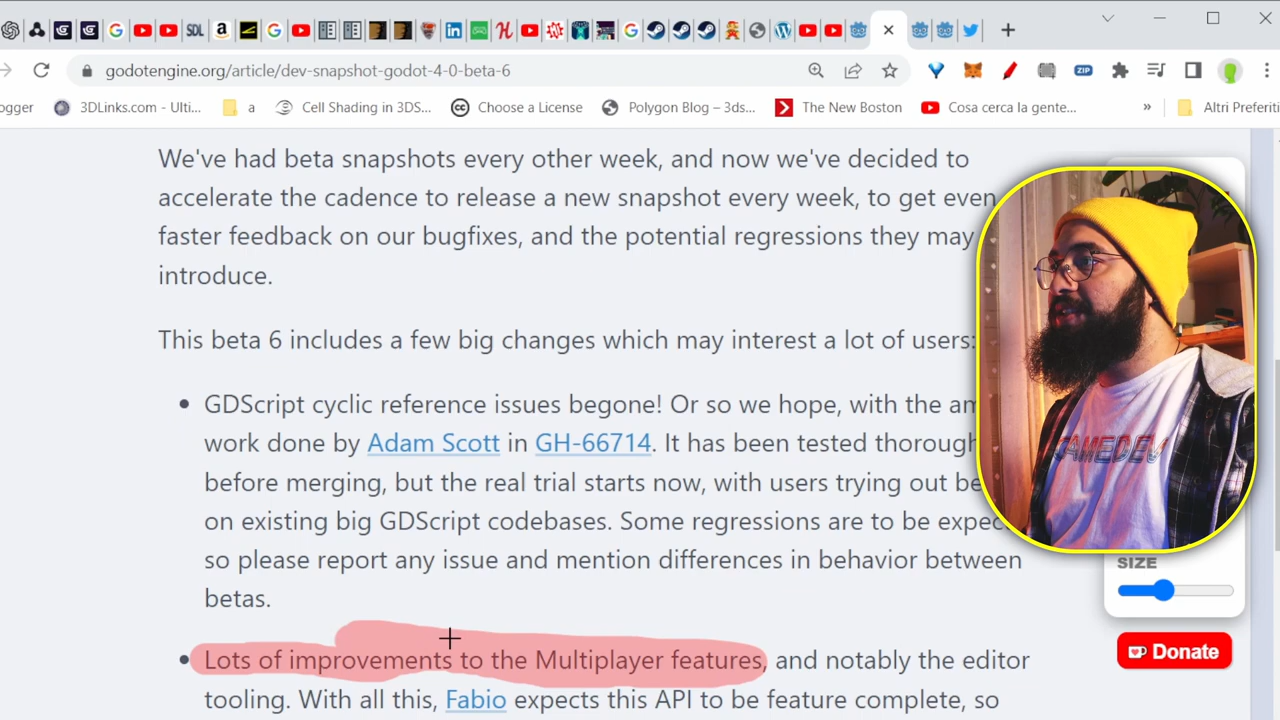 godotengine.org/article/dev-snapshot-godot-4-0-beta-6
ogger
3DLinks.com - Ulti...
a
Cell Shading in 3DS...
Choose a License
Polygon Blog – 3ds...
The New Boston
Cosa cerca la gente...
»
Altri Preferiti
We've had beta snapshots every other week, and now we've decided to
accelerate the cadence to release a new snapshot every week, to get even
faster feedback on our bugfixes, and the potential regressions they may
introduce.
This beta 6 includes a few big changes which may interest a lot of users:
GDScript cyclic reference issues begone! Or so we hope, with the am
work done by Adam Scott in GH-66714. It has been tested thorough
before merging, but the real trial starts now, with users trying out be
on existing big GDScript codebases. Some regressions are to be expec
so please report any issue and mention differences in behavior between
betas.
Lots of improvements to the Multiplayer features, and notably the editor
tooling. With all this, Fabio expects this API to be feature complete, so
GAMEDEV
SIZE
Donate
SDL
ZIP